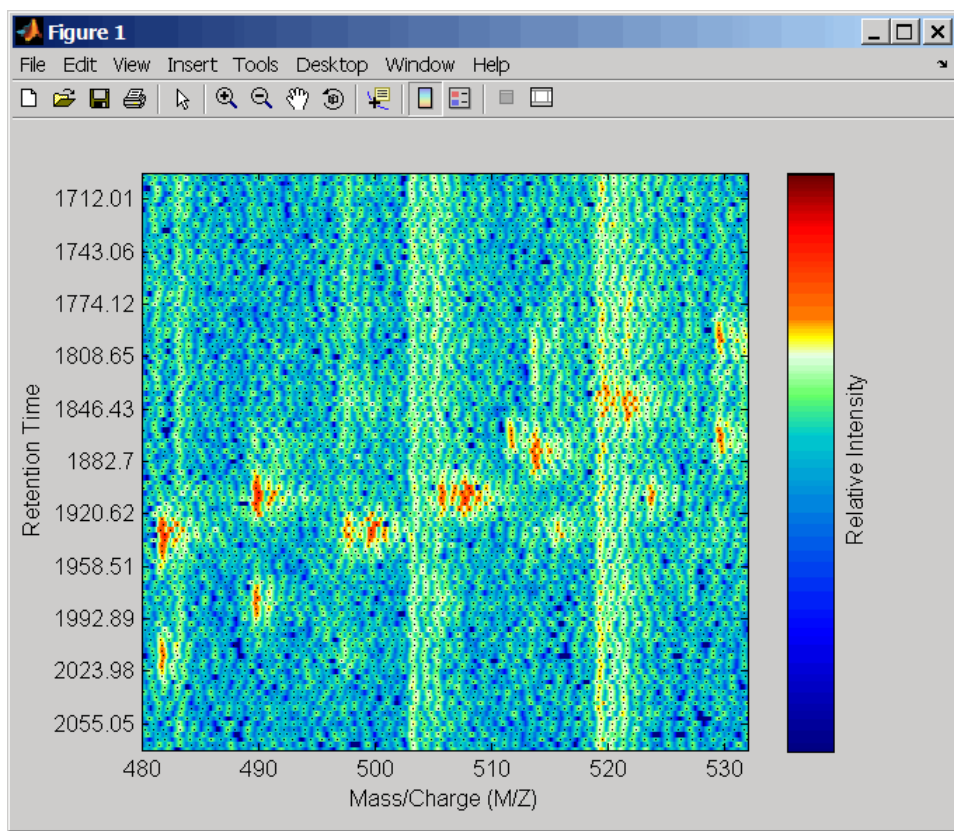 Figure 1
File Edit View Insert Tools Desktop Window Help
1712.01
1743.06
1774.12
1808.65
1846.43
1882.7
1920.62
1958.51
1992.89
2023.98
2055.05
Retention Time
480 490 500 510 520 530
Mass/Charge (M/Z)
Relative Intensity